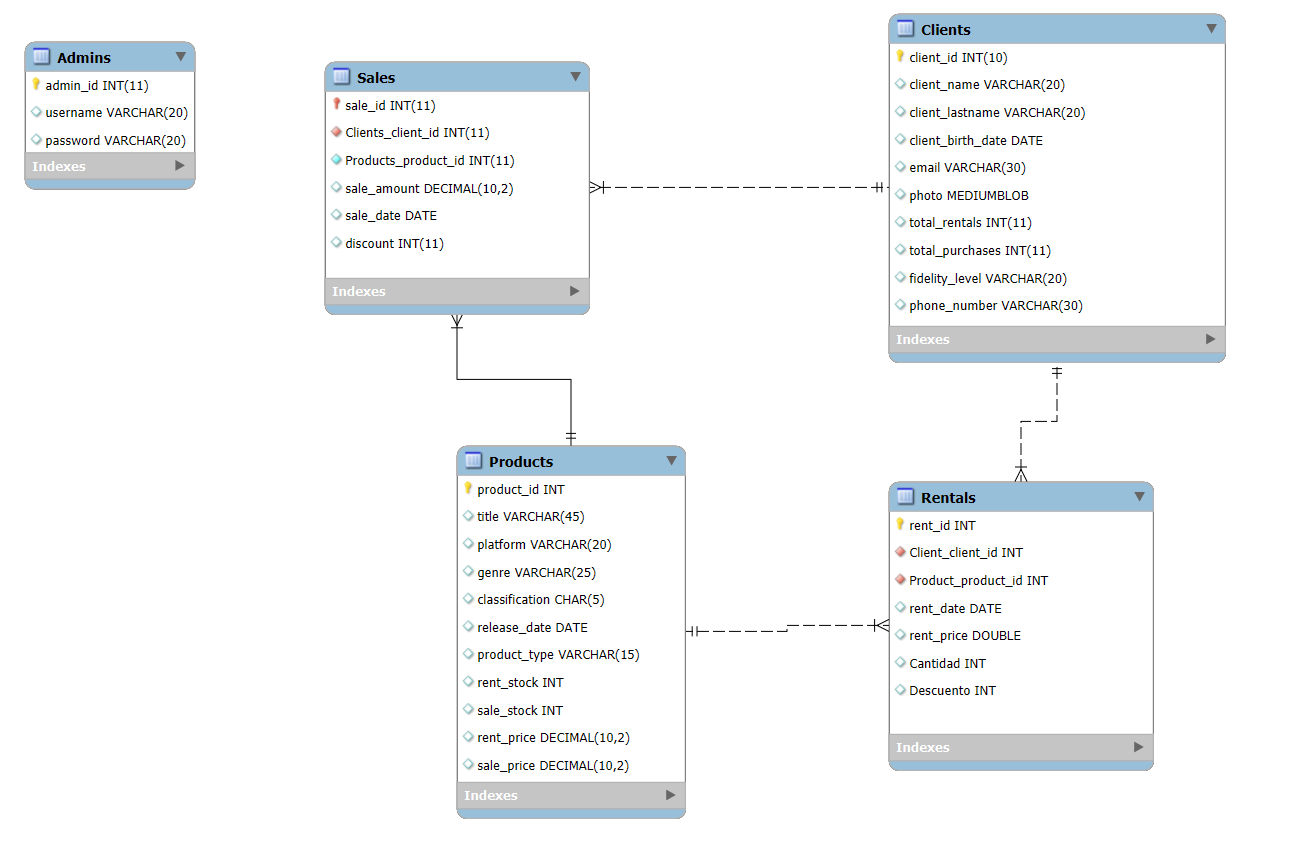 Admins
admin_id INT(11)
username VARCHAR(20)
password VARCHAR(20)
Indexes
Sales
sale_id INT(11)
Clients_client_id INT(11)
Products_product_id INT(11)
sale_amount DECIMAL(10,2)
sale_date DATE
discount INT(11)
Indexes
Clients
client_id INT(10)
client_name VARCHAR(20)
client_lastname VARCHAR(20)
client_birth_date DATE
email VARCHAR(30)
photo MEDIUMBLOB
total_rentals INT(11)
total_purchases INT(11)
fidelity_level VARCHAR(20)
phone_number VARCHAR(30)
Indexes
Products
product_id INT
title VARCHAR(45)
platform VARCHAR(20)
genre VARCHAR(25)
classification CHAR(5)
release_date DATE
product_type VARCHAR(15)
rent_stock INT
sale_stock INT
rent_price DECIMAL(10,2)
sale_price DECIMAL(10,2)
Indexes
Rentals
rent_id INT
Client_client_id INT
Product_product_id INT
rent_date DATE
rent_price DOUBLE
Cantidad INT
Descuento INT
Indexes